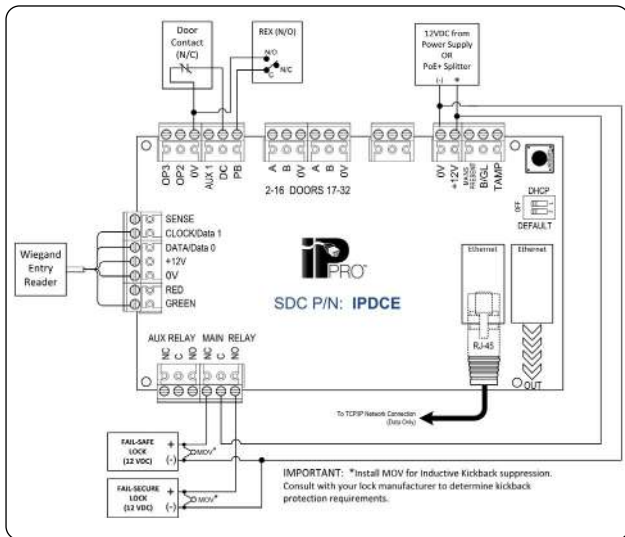 Door
Contact
(N/C)
REX (N/O)
N/O
C
N/C
12VDC from
Power Supply
OR
PoE+ Splitter
(-) +
OP3
OP2
0V
AUX 1
DC
PB
A
B
0V
A
B
0V
2-16 DOORS 17-32
0V
+12V
MAINS
PRESENT
B/GL
TAMP
DHCP
OFF
DEFAULT
SENSE
CLOCK/Data 1
DATA/Data 0
+12V
0V
RED
GREEN
Wiegand
Entry
Reader
iP
PRO™
SDC P/N: IPDCE
Ethernet
Ethernet
RJ-45
OUT
AUX RELAY MAIN RELAY
NC
C
NO
NC
C
NO
To TCP/IP Network Connection
(Data Only)
FAIL-SAFE
LOCK
(12 VDC)
+
(-)
MOV*
FAIL-SECURE
LOCK
(12 VDC)
+
(-)
MOV*
IMPORTANT: *Install MOV for Inductive Kickback suppression.
Consult with your lock manufacturer to determine kickback
protection requirements.